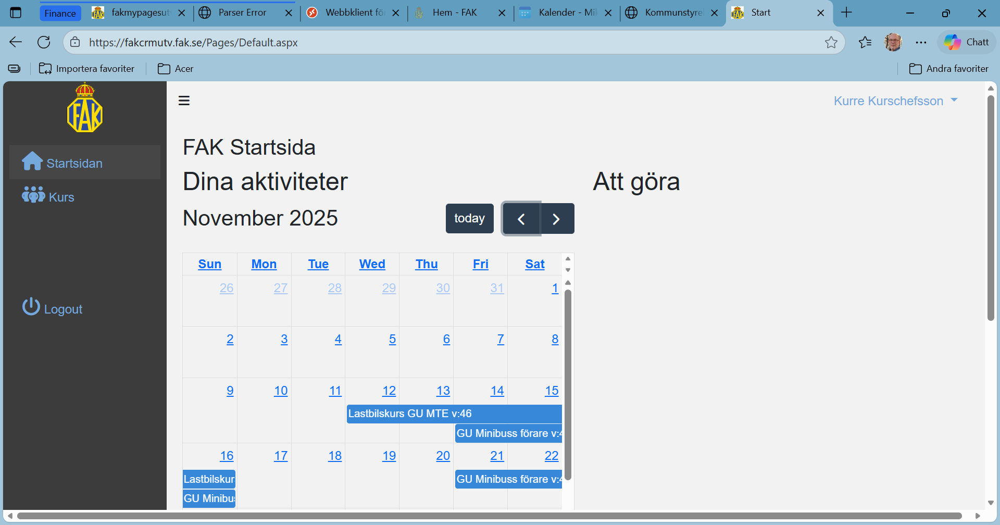 Finance
fakmypagesut
Parser Error
Webbklient fö
Hem - FAK
Kalender - Mi
Kommunstyre
Start
https://fakcrmutv.fak.se/Pages/Default.aspx
Chatt
Importera favoriter
Acer
Andra favoriter
FAK
Startsidan
Kurs
Logout
Kurre Kurschefsson
FAK Startsida
Dina aktiviteter
Att göra
November 2025
today
Sun Mon Tue Wed Thu Fri Sat
26 27 28 29 30 31 1
2 3 4 5 6 7 8
9 10 11 12 13 14 15
Lastbilskurs GU MTE v:46
GU Minibuss förare v:4
16 17 18 19 20 21 22
Lastbilskur
GU Minibuss förare v:4
GU Minibu